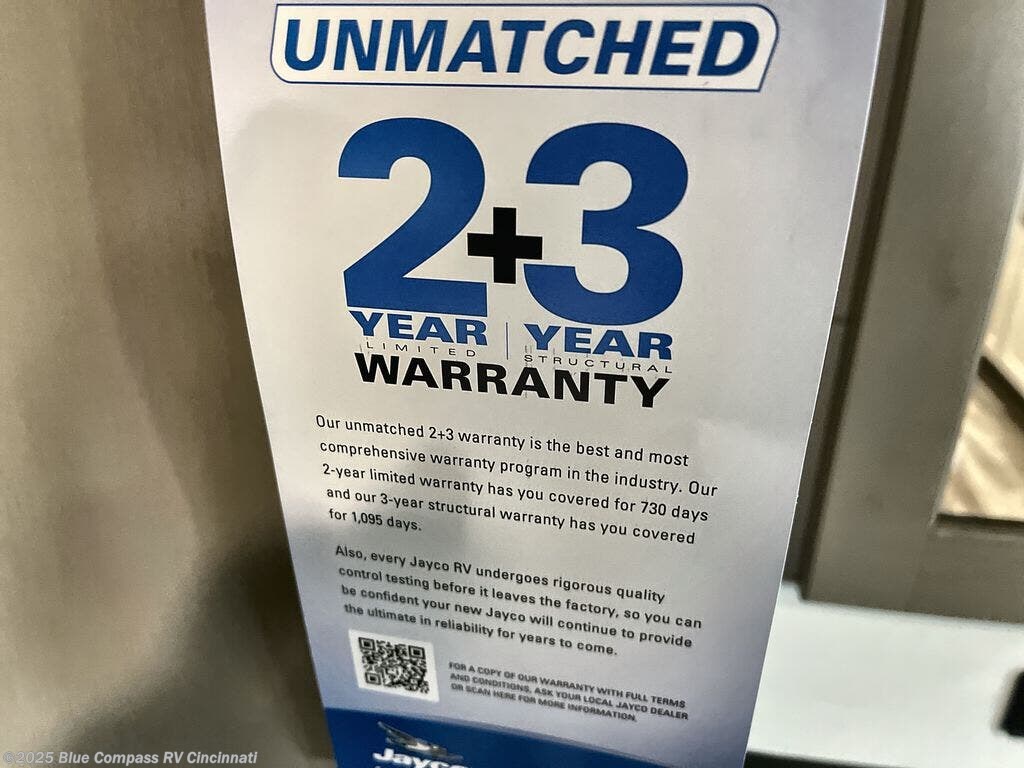 UNMATCHED
2+3
YEAR | YEAR
LIMITED STRUCTURAL
WARRANTY
Our unmatched 2+3 warranty is the best and most
comprehensive warranty program in the industry. Our
2-year limited warranty has you covered for 730 days
and our 3-year structural warranty has you covered
for 1,095 days.
Also, every Jayco RV undergoes rigorous quality
control testing before it leaves the factory, so you can
be confident your new Jayco will continue to provide
the ultimate in reliability for years to come.
FOR A COPY OF OUR WARRANTY WITH FULL TERMS
AND CONDITIONS, ASK YOUR LOCAL JAYCO DEALER
OR SCAN HERE FOR MORE INFORMATION.
Jayco
©2025 Blue Compass RV Cincinnati